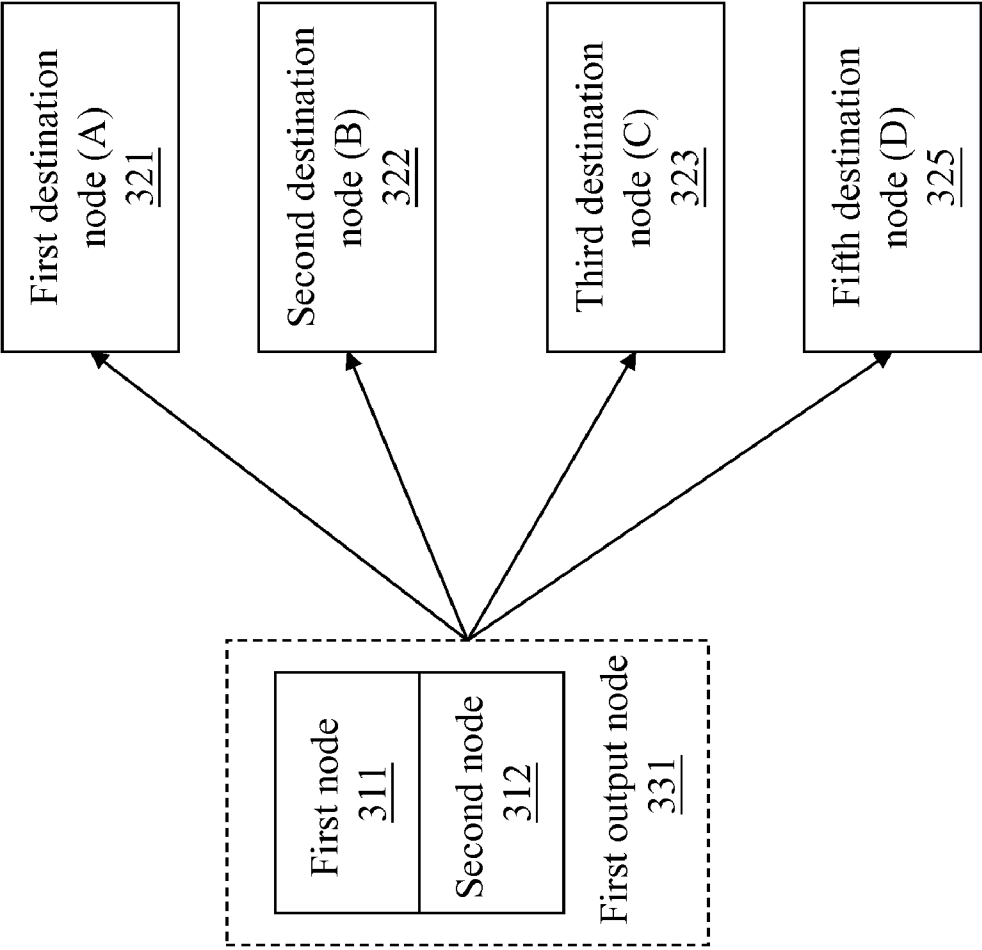 First node
311
Second node
312
First output node
331
First destination
node (A)
321
Second destination
node (B)
322
Third destination
node (C)
323
Fifth destination
node (D)
325